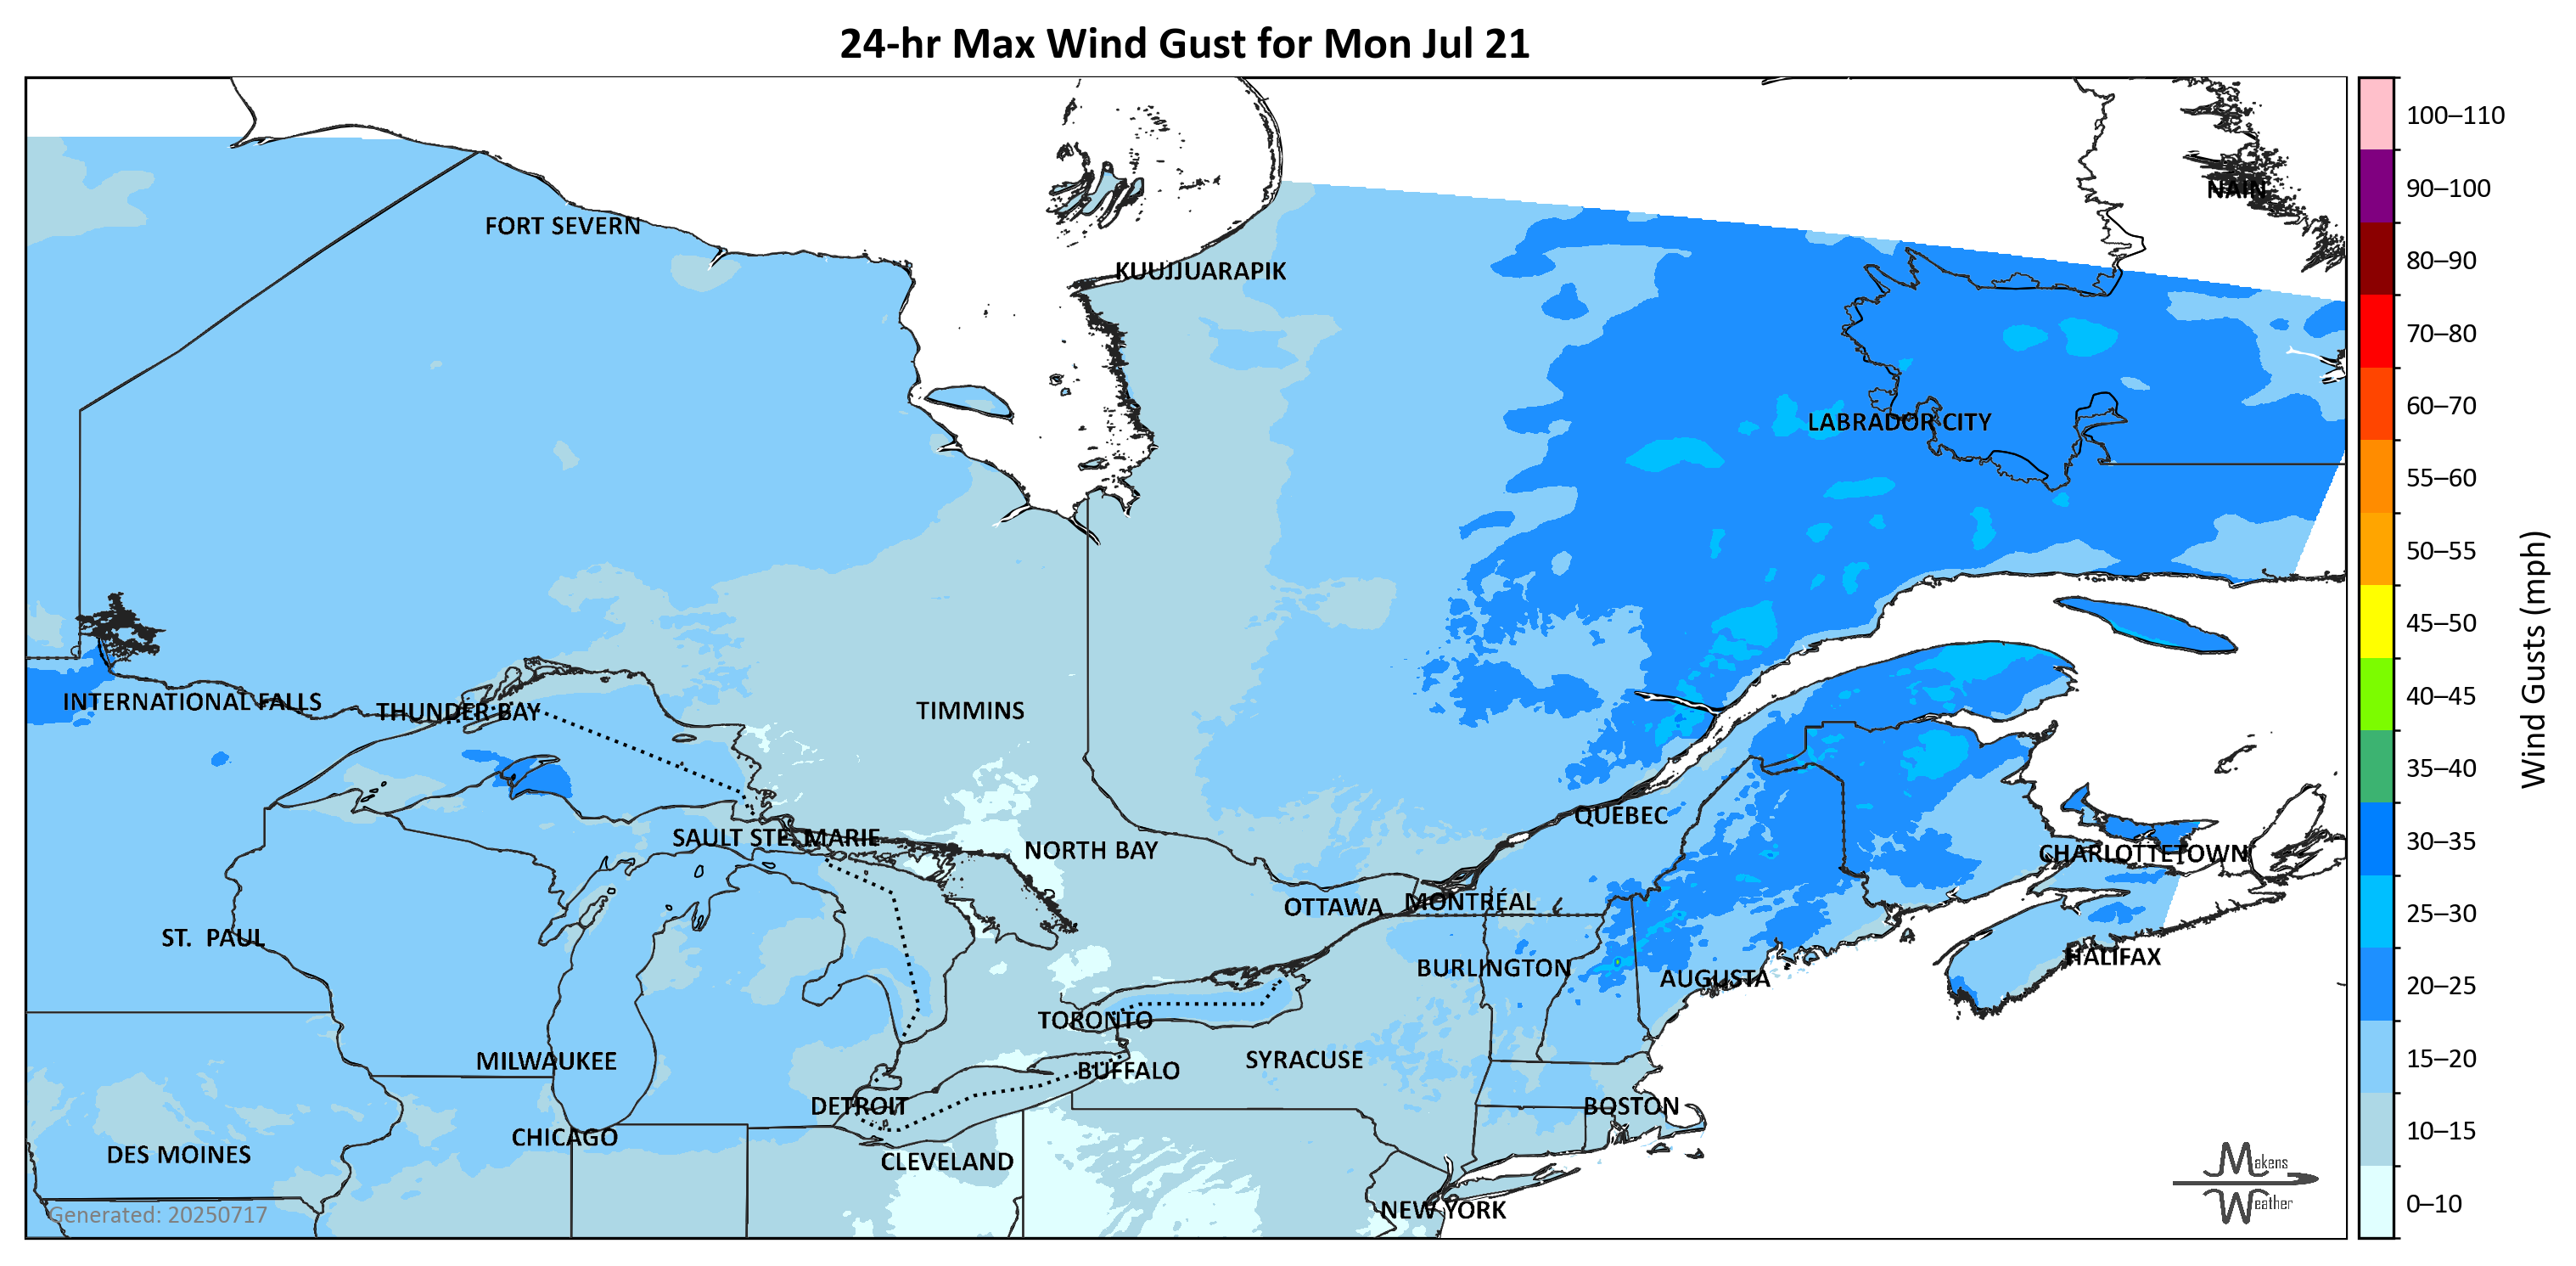 24-hr Max Wind Gust for Mon Jul 21
100–110
90–100
NAIN
FORT SEVERN
80–90
KUUJJUARAPIK
70–80
60–70
LABRADOR CITY
55–60
50–55
45–50
INTERNATIONAL FALLS
THUNDER BAY
TIMMINS
40–45
35–40
Wind Gusts (mph)
QUÉBEC
SAULT STE. MARIE
30–35
NORTH BAY
CHARLOTTETOWN
OTTAWA
MONTRÉAL
25–30
ST. PAUL
HALIFAX
BURLINGTON
AUGUSTA
20–25
TORONTO
MILWAUKEE
SYRACUSE
15–20
BUFFALO
DETROIT
BOSTON
CHICAGO
10–15
DES MOINES
CLEVELAND
Makens
Weather
NEW YORK
0–10
Generated: 20250717